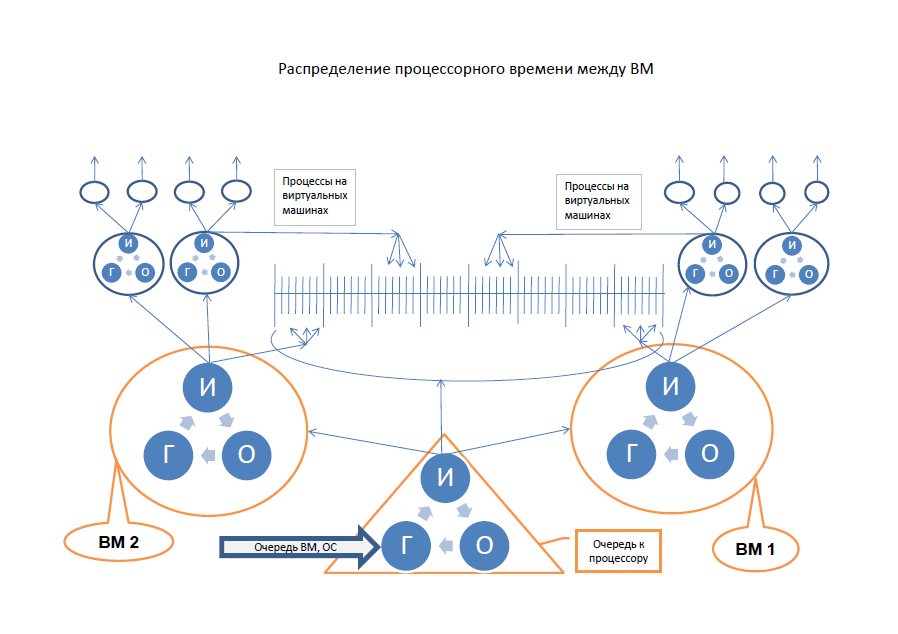 Распределение процессорного времени между ВМ
Процессы на
виртуальных
машинах
Процессы на
виртуальных
машинах
И
Г
О
И
Г
О
И
Г
О
И
Г
О
И
Г
О
И
Г
О
И
Г
О
ВМ 2
Очередь ВМ, ОС
Очередь к
процессору
ВМ 1